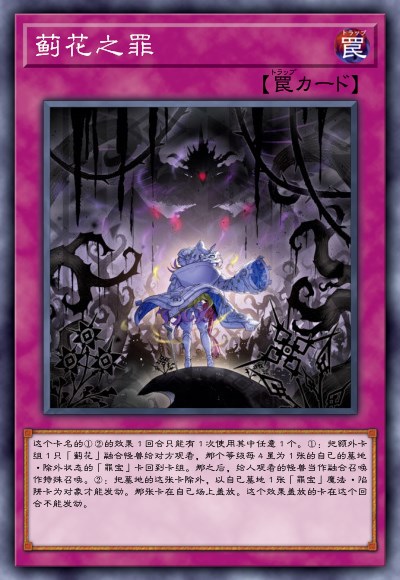 蓟花之罪
トラップ
罠
トラップ
【罠カード】
这个卡名的①②的效果1回合只能有1次使用其中任意1个。①：把额外卡
组1只「蓟花」融合怪兽给对方观看，那个等级每4星为1张的自己的墓地
·除外状态的「罪宝」卡回到卡组。那之后，给人观看的怪兽当作融合召唤
作特殊召唤。②：把墓地的这张卡除外，以自己墓地1张「罪宝」魔法·陷
阱卡为对象才能发动。那张卡在自己场上盖放。这个效果盖放的卡在这个回
合不能发动。